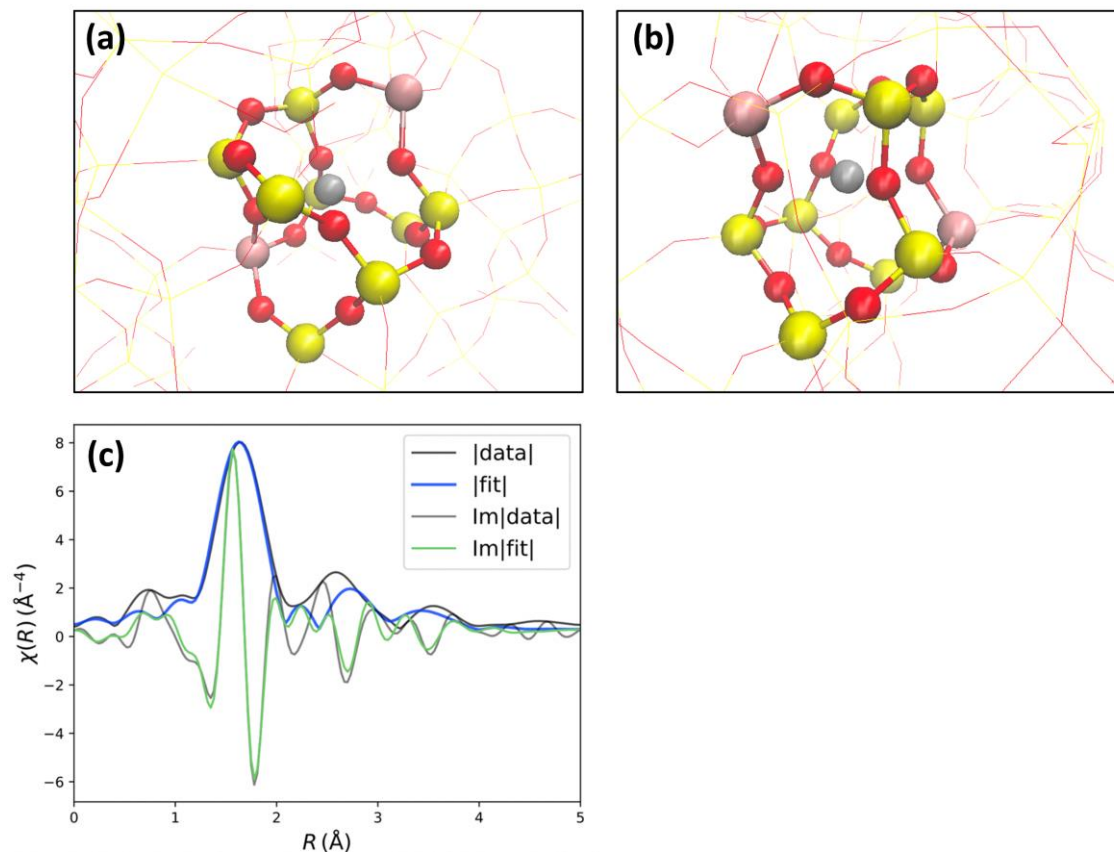 (a)
(b)
(c)
|data|
|fit|
Im|data|
Im|fit|
8
6
4
2
0
−2
−4
−6
χ(R) (Å⁻⁴)
0 1 2 3 4 5
R (Å)